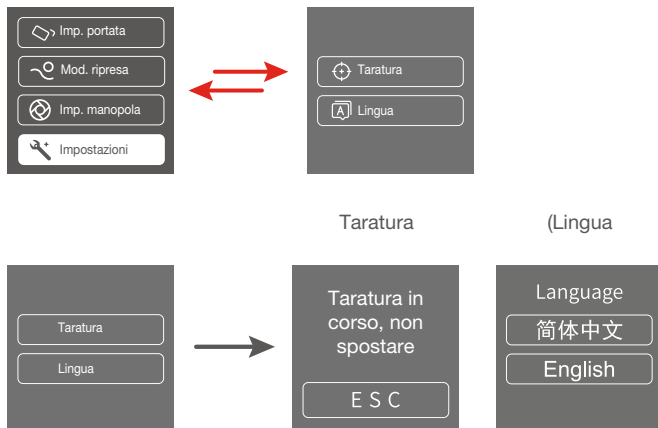 Imp. portata
Mod. ripresa
Imp. manopola
Impostazioni
Taratura
A Lingua
Taratura
(Lingua
Taratura
Lingua
Taratura in
corso, non
spostare
ESC
Language
简体中文
English